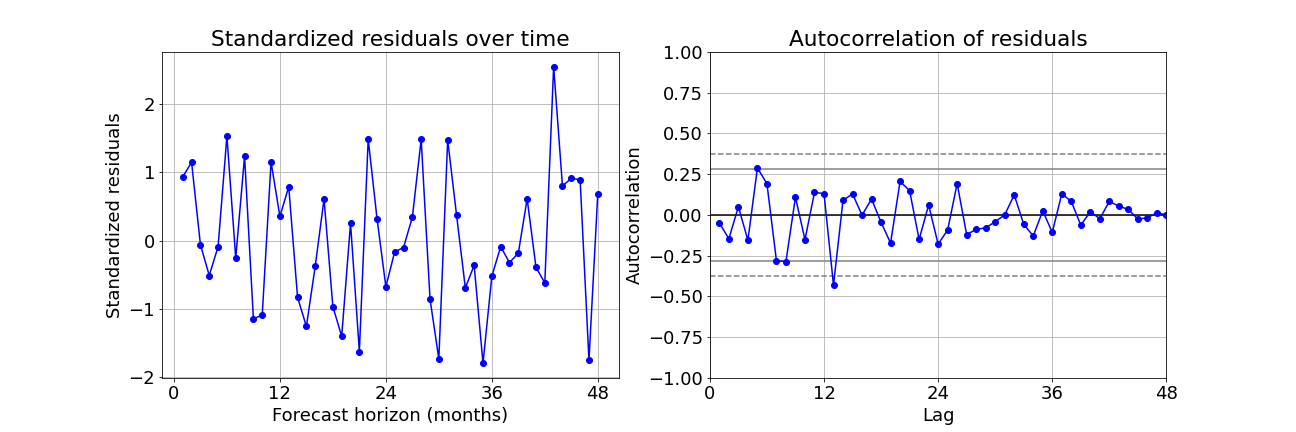 Standardized residuals over time
Standardized residuals
2
1
0
−1
−2
0 12 24 36 48
Forecast horizon (months)
Autocorrelation of residuals
Autocorrelation
1.00
0.75
0.50
0.25
0.00
−0.25
−0.50
−0.75
−1.00
0 12 24 36 48
Lag